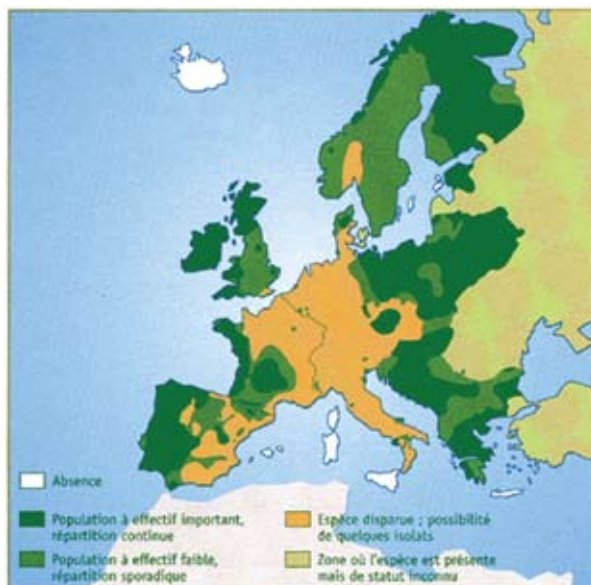 Absence
Population à effectif important,
répartition continue
Population à effectif faible,
répartition sporadique
Espèce disparue ; possibilité
de quelques isolats
Zone où l'espèce est présente
mais de statut inconnu